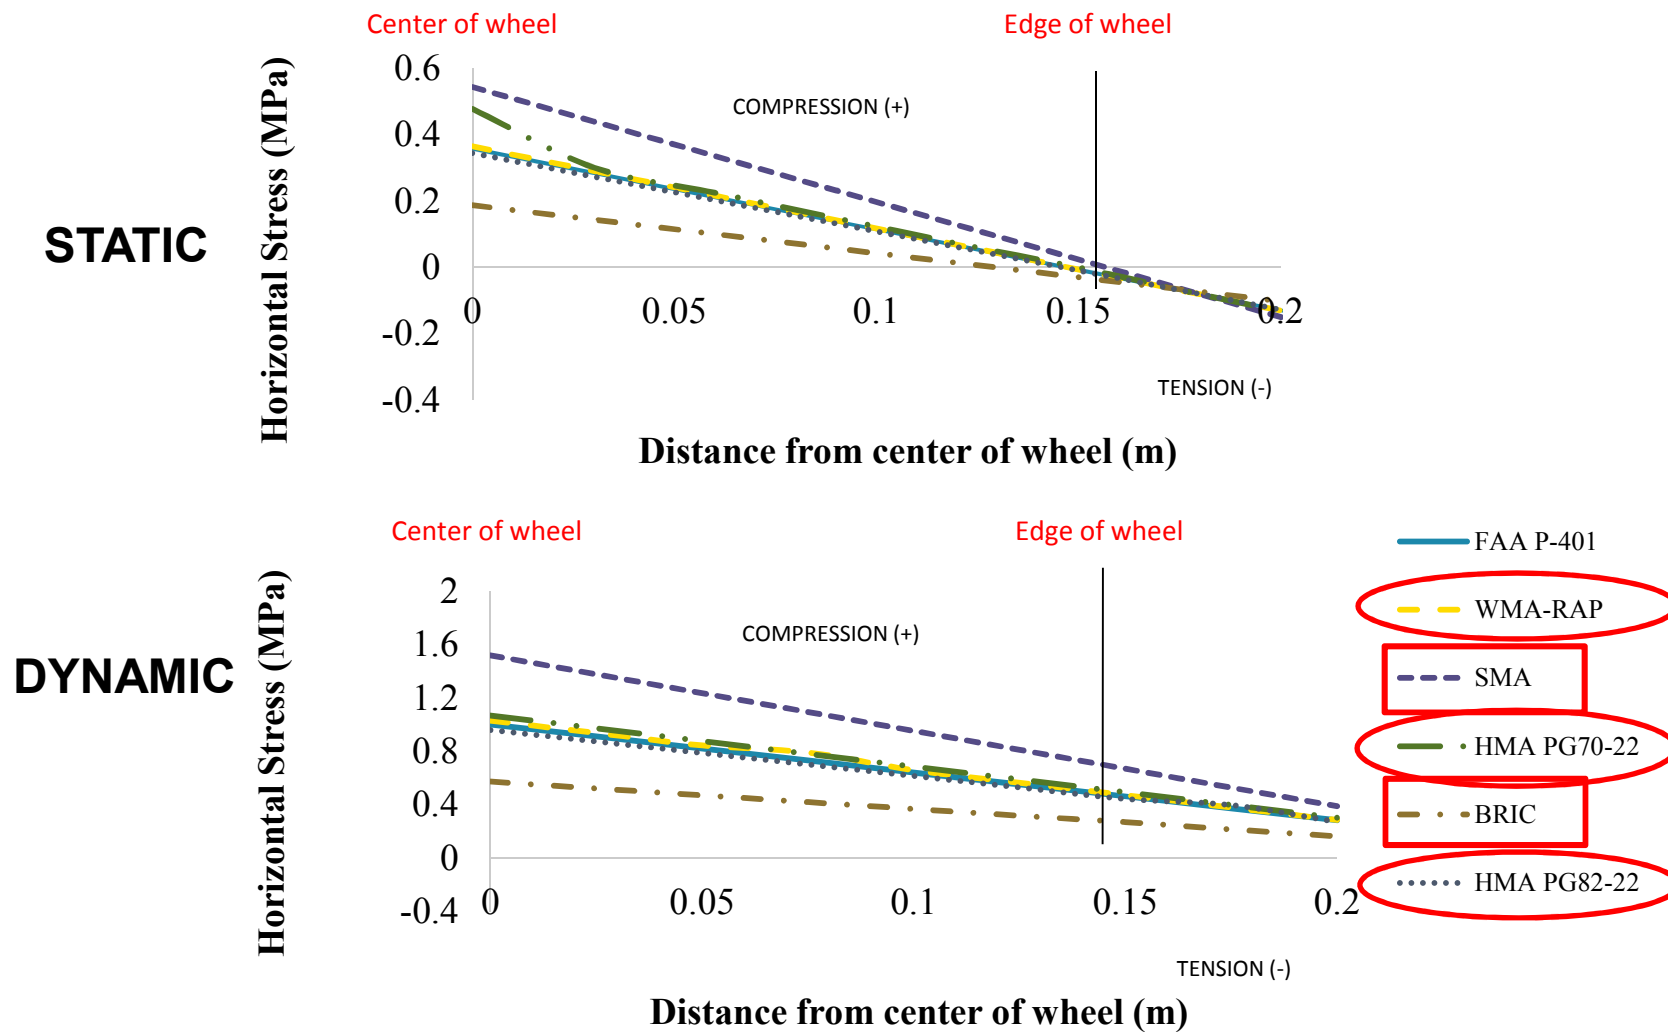 Center of wheel
Edge of wheel
STATIC
Horizontal Stress (MPa)
0.6
0.4
0.2
0
-0.2
-0.4
COMPRESSION (+)
0
0.05
0.1
0.15
0.2
TENSION (-)
Distance from center of wheel (m)
Center of wheel
Edge of wheel
DYNAMIC
Horizontal Stress (MPa)
2
1.6
1.2
0.8
0.4
0
-0.4
COMPRESSION (+)
0
0.05
0.1
0.15
0.2
TENSION (-)
Distance from center of wheel (m)
FAA P-401
WMA-RAP
SMA
HMA PG70-22
BRIC
HMA PG82-22